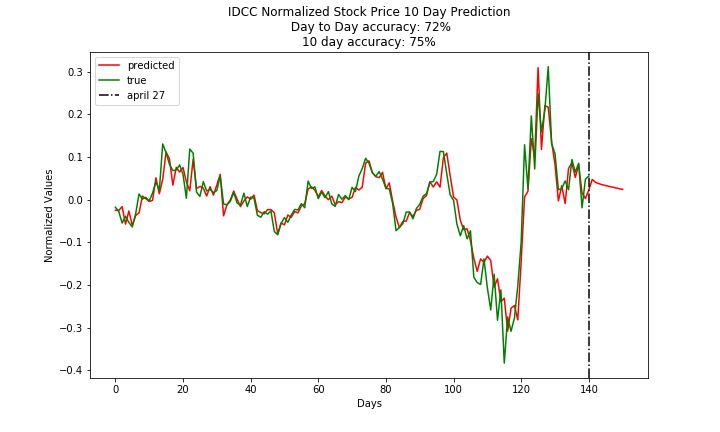 IDCC Normalized Stock Price 10 Day Prediction
Day to Day accuracy: 72%
10 day accuracy: 75%
predicted
true
april 27
Normalized Values
0.3
0.2
0.1
0.0
−0.1
−0.2
−0.3
−0.4
0 20 40 60 80 100 120 140
Days